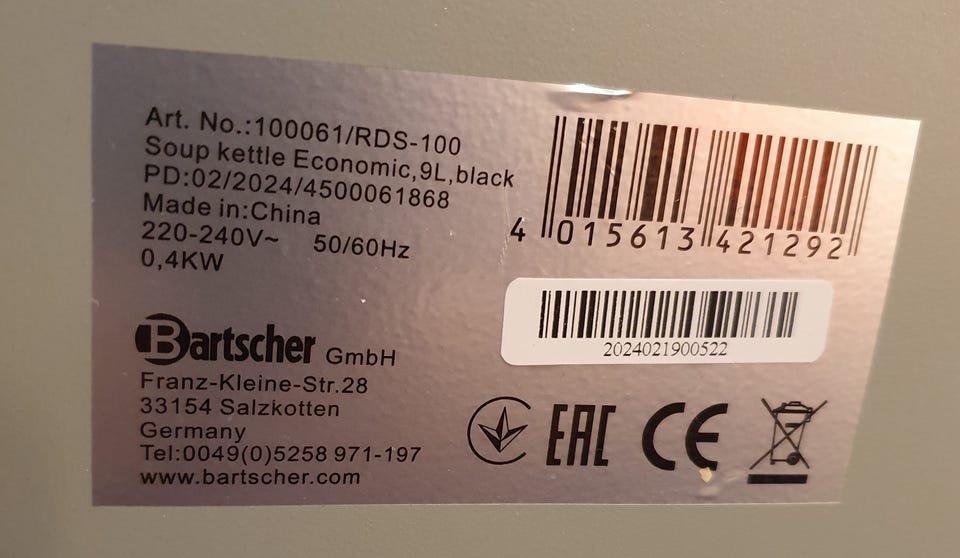 Art. No.:100061/RDS-100
Soup kettle Economic,9L,black
PD:02/2024/4500061868
Made in:China
220-240V~ 50/60Hz
0,4KW
4 015613 421292
2024021900522
Bartscher GmbH
Franz-Kleine-Str.28
33154 Salzkotten
Germany
Tel:0049(0)5258 971-197
www.bartscher.com
EAC CE